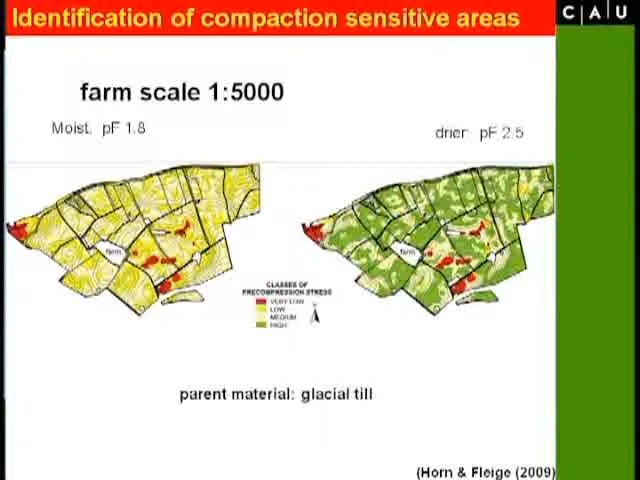 Identification of compaction sensitive areas
C A U
farm scale 1:5000
Moist. pF 1.8
drier: pF 2.5
farm
farm
CLASSES OF
PRECOMPRESSION STRESS
VERY LOW
LOW
MEDIUM
HIGH
parent material: glacial till
(Horn & Fleige (2009)